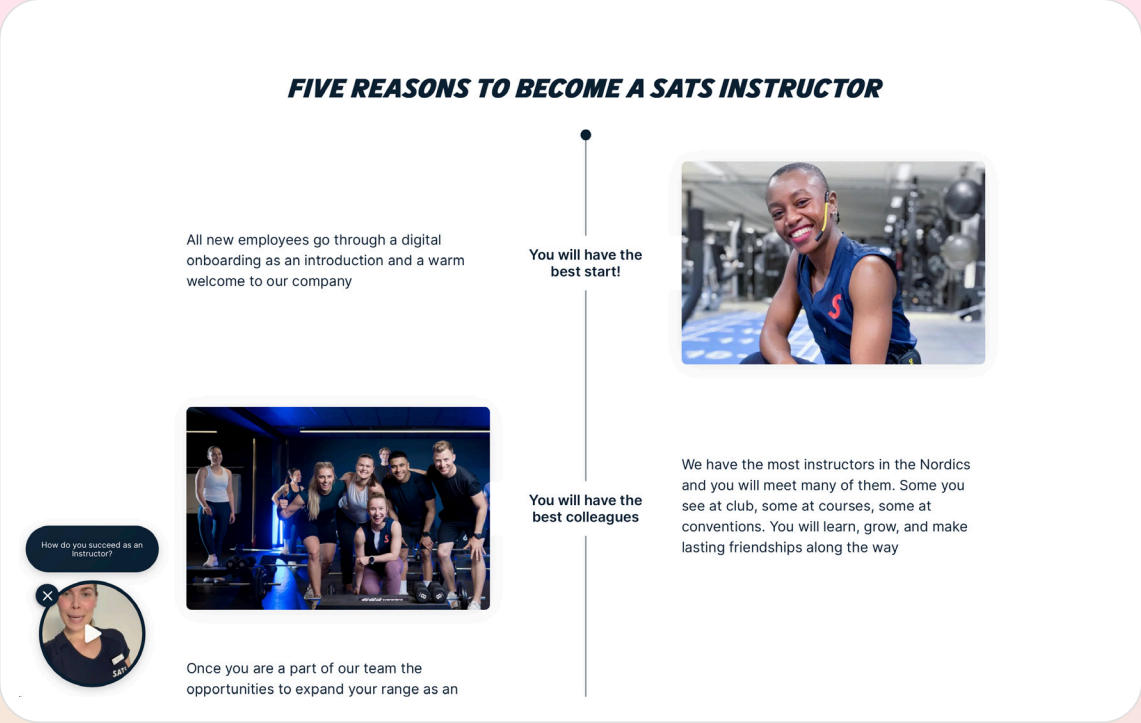 FIVE REASONS TO BECOME A SATS INSTRUCTOR
All new employees go through a digital
onboarding as an introduction and a warm
welcome to our company
You will have the
best start!
S
You will have the
best colleagues
We have the most instructors in the Nordics
and you will meet many of them. Some you
see at club, some at courses, some at
conventions. You will learn, grow, and make
lasting friendships along the way
How do you succeed as an
Instructor?
SATS
Once you are a part of our team the
opportunities to expand your range as an